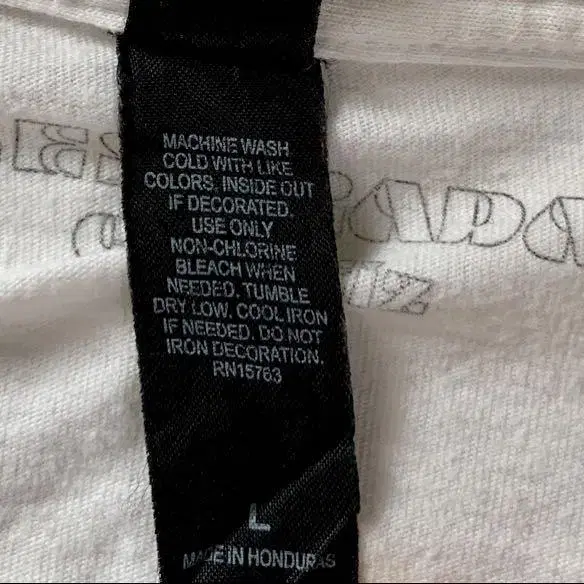 MACHINE WASH
COLD WITH LIKE
COLORS. INSIDE OUT
IF DECORATED.
USE ONLY
NON-CHLORINE
BLEACH WHEN
NEEDED. TUMBLE
DRY LOW. COOL IRON
IF NEEDED. DO NOT
IRON DECORATION.
RN15763
L
MADE IN HONDURAS